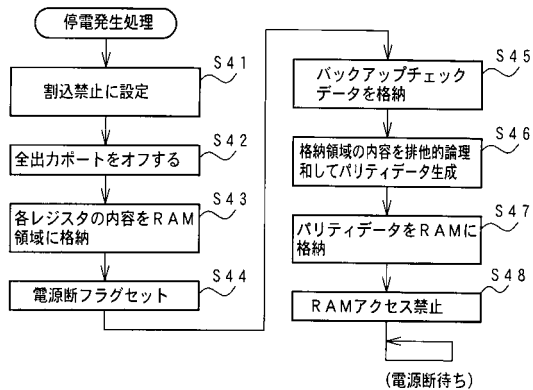 停電発生処理
S41
割込禁止に設定
S42
全出力ポートをオフする
S43
各レジスタの内容をRAM
領域に格納
S44
電源断フラグセット
S45
バックアップチェック
データを格納
S46
格納領域の内容を排他的論理
和してパリティデータ生成
S47
パリティデータをRAMに
格納
S48
RAMアクセス禁止
(電源断待ち)